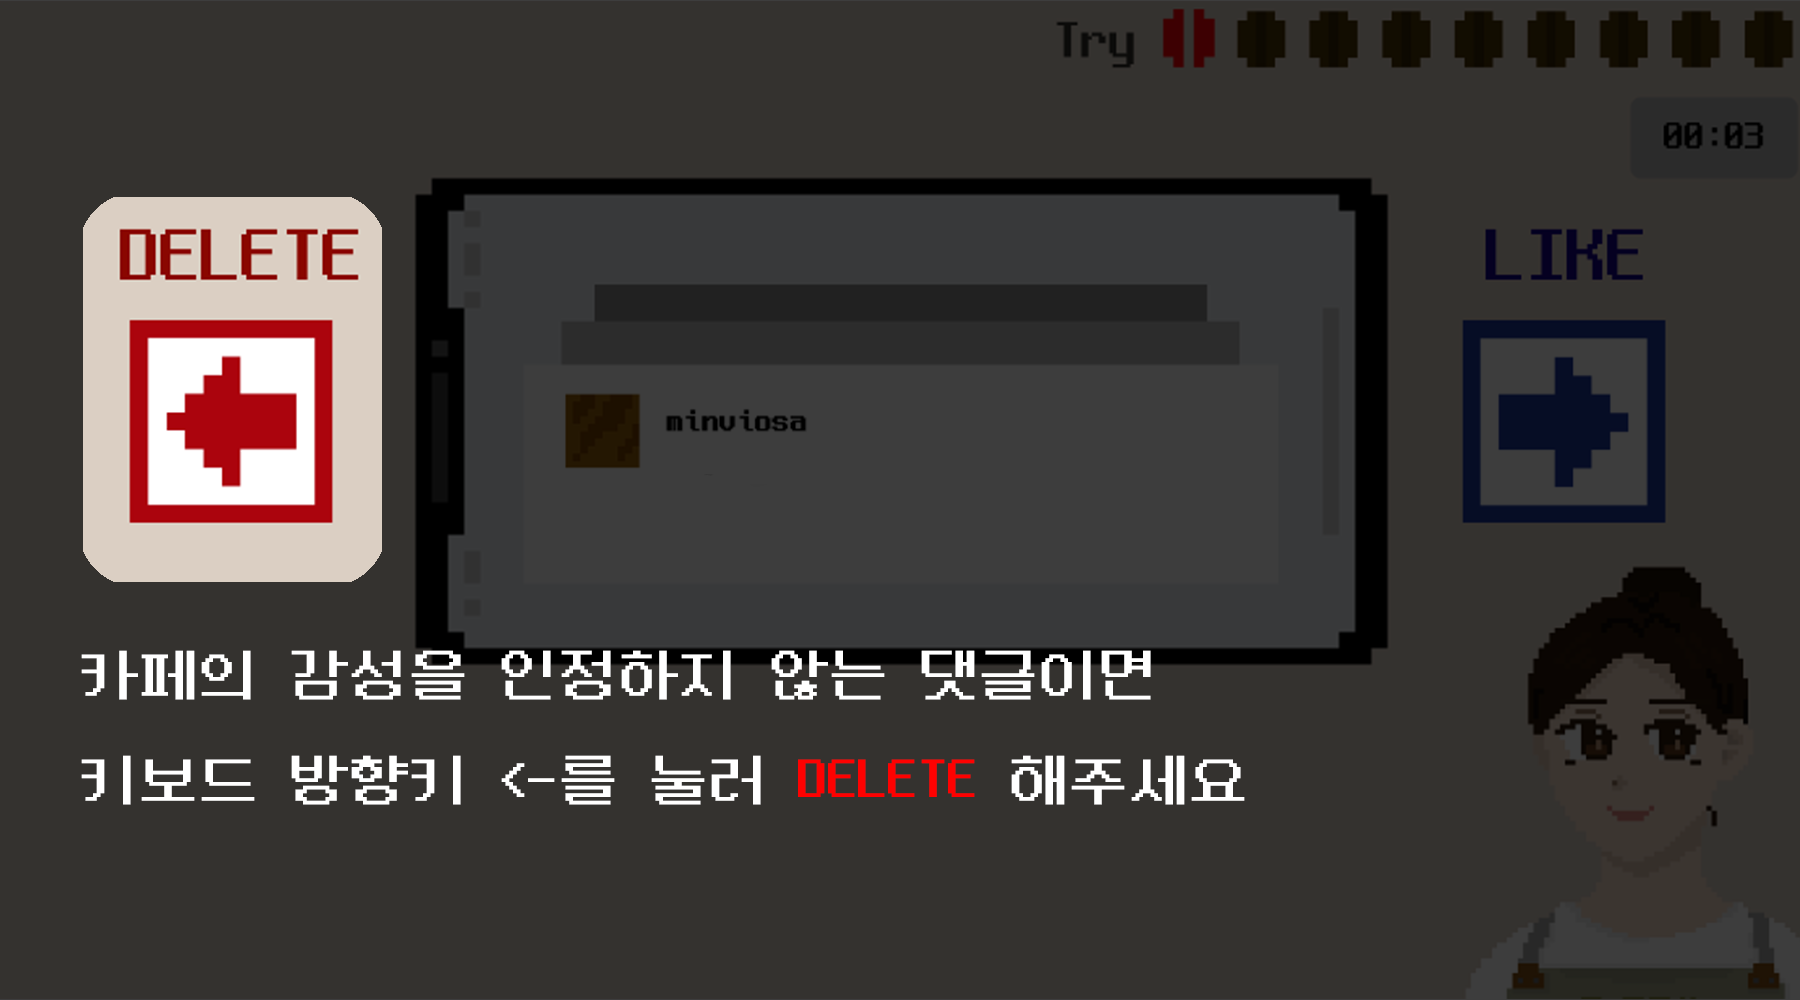 Try
00:03
DELETE
LIKE
minviosa
카페의 감성을 인정하지 않는 댓글이면
키보드 방향키 <-를 눌러 DELETE 해주세요